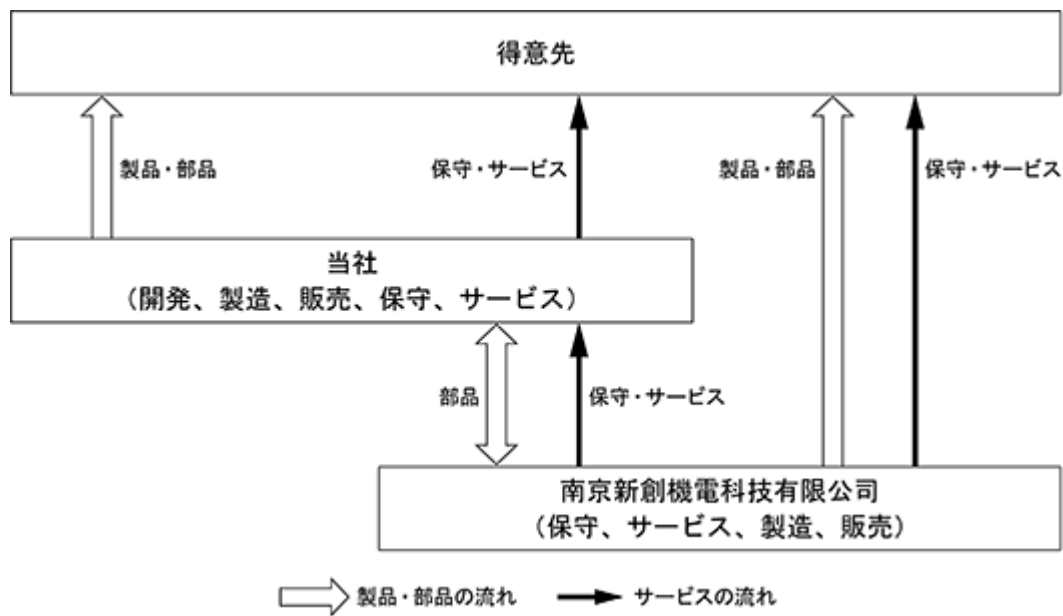 得意先
製品・部品
保守・サービス
製品・部品
保守・サービス
当社
（開発、製造、販売、保守、サービス）
部品
保守・サービス
南京新創機電科技有限公司
（保守、サービス、製造、販売）
製品・部品の流れ
サービスの流れ